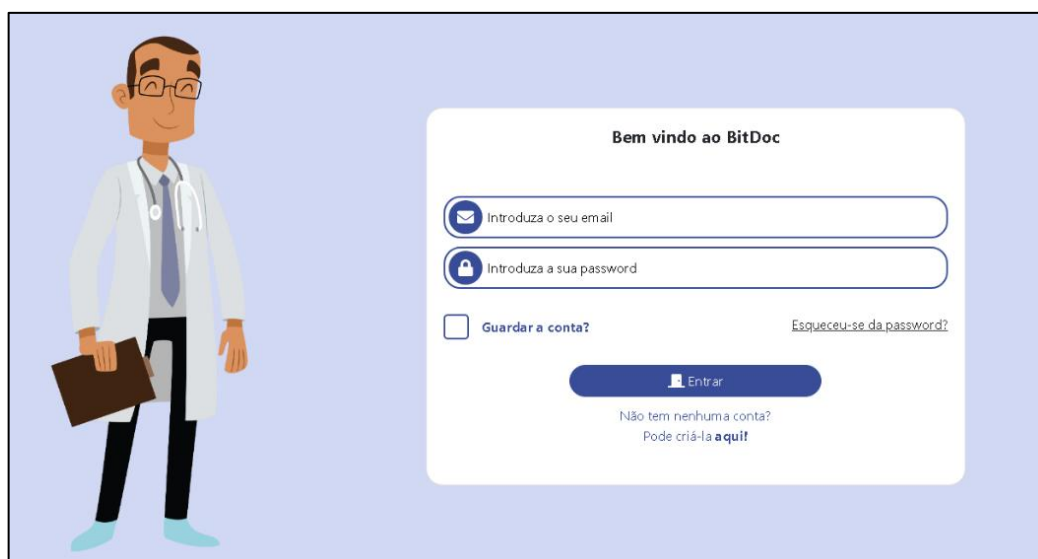 Bem vindo ao BitDoc
Introduza o seu email
Introduza a sua password
Guardar a conta?
Esqueceu-se da password?
Entrar
Não tem nenhuma conta?
Pode criá-la aqui!